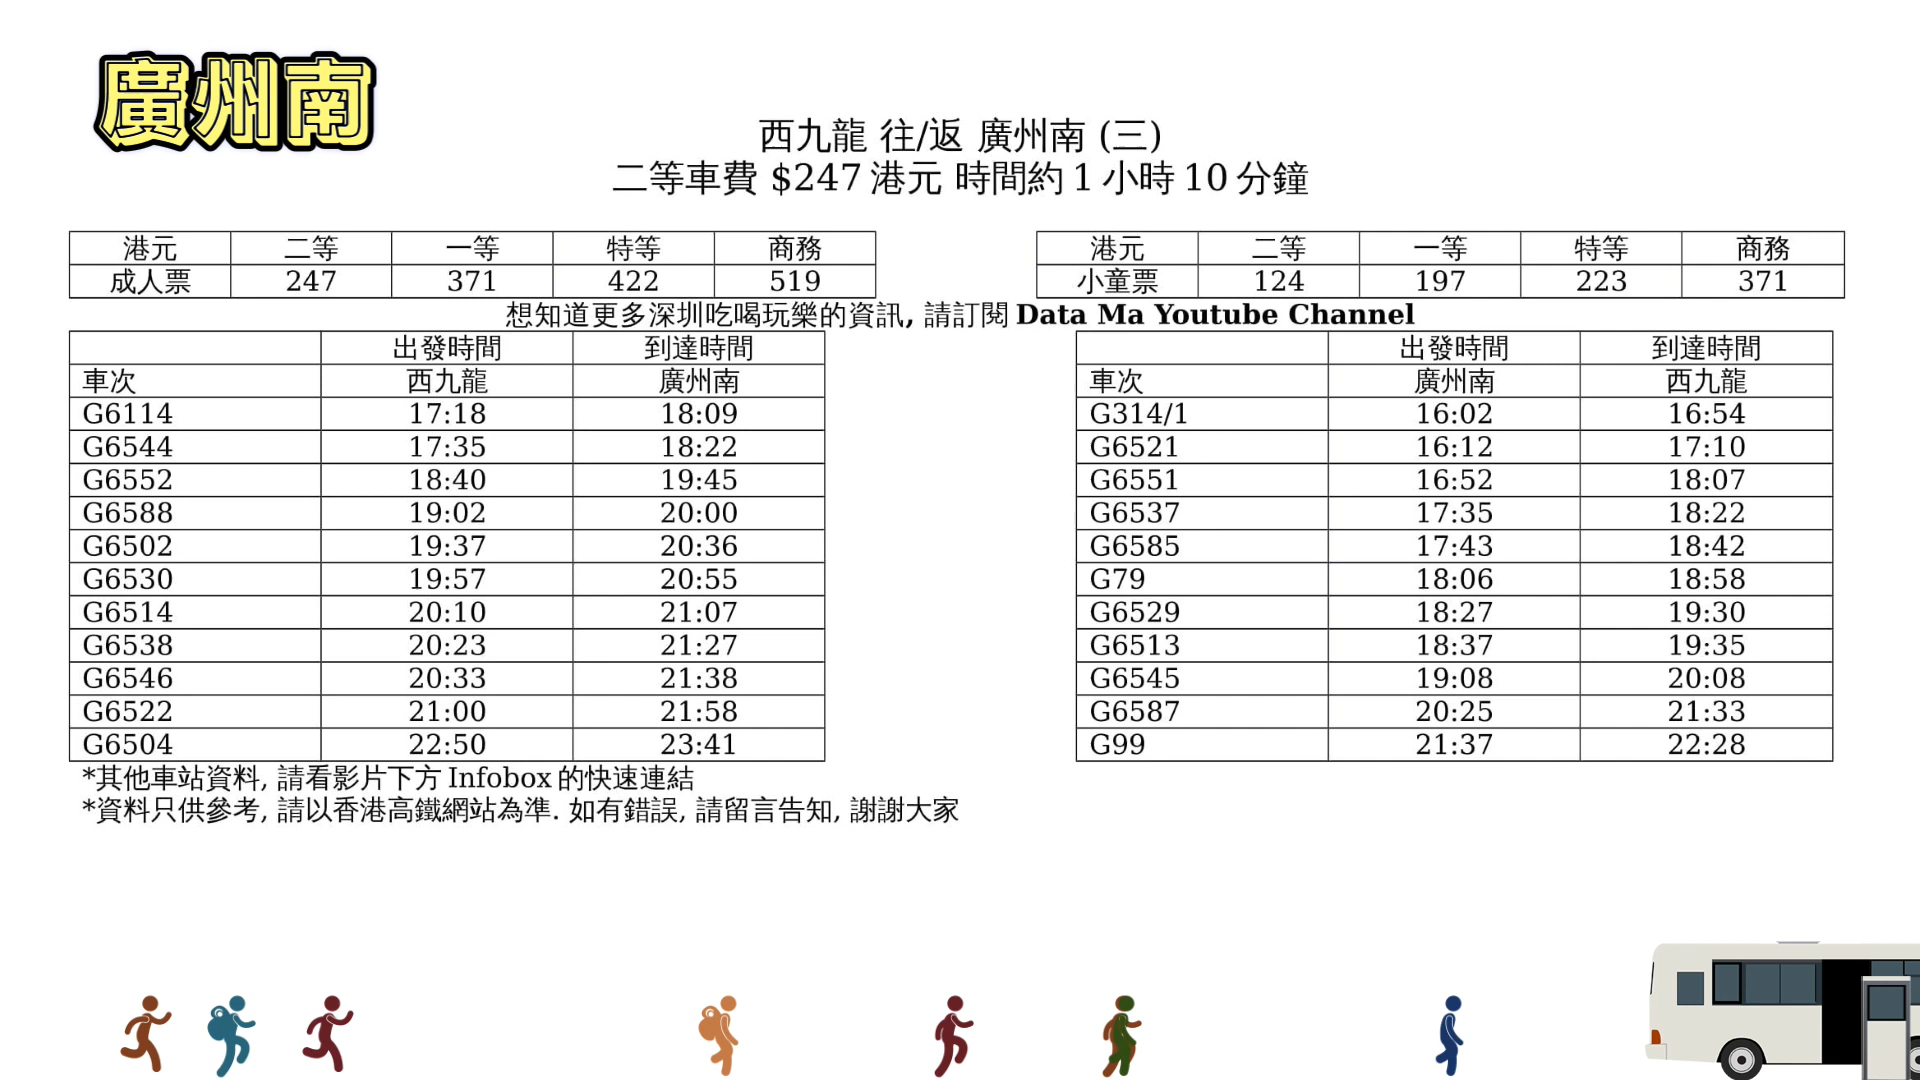 廣州南
西九龍 往/返 廣州南 (三)
二等車費 $247 港元 時間約 1 小時 10 分鐘
港元 二等 一等 特等 商務
成人票 247 371 422 519
港元 二等 一等 特等 商務
小童票 124 197 223 371
想知道更多深圳吃喝玩樂的資訊, 請訂閱 Data Ma Youtube Channel
出發時間 到達時間
車次 西九龍 廣州南
G6114 17:18 18:09
G6544 17:35 18:22
G6552 18:40 19:45
G6588 19:02 20:00
G6502 19:37 20:36
G6530 19:57 20:55
G6514 20:10 21:07
G6538 20:23 21:27
G6546 20:33 21:38
G6522 21:00 21:58
G6504 22:50 23:41
出發時間 到達時間
車次 廣州南 西九龍
G314/1 16:02 16:54
G6521 16:12 17:10
G6551 16:52 18:07
G6537 17:35 18:22
G6585 17:43 18:42
G79 18:06 18:58
G6529 18:27 19:30
G6513 18:37 19:35
G6545 19:08 20:08
G6587 20:25 21:33
G99 21:37 22:28
*其他車站資料, 請看影片下方 Infobox 的快速連結
*資料只供參考, 請以香港高鐵網站為準. 如有錯誤, 請留言告知, 謝謝大家